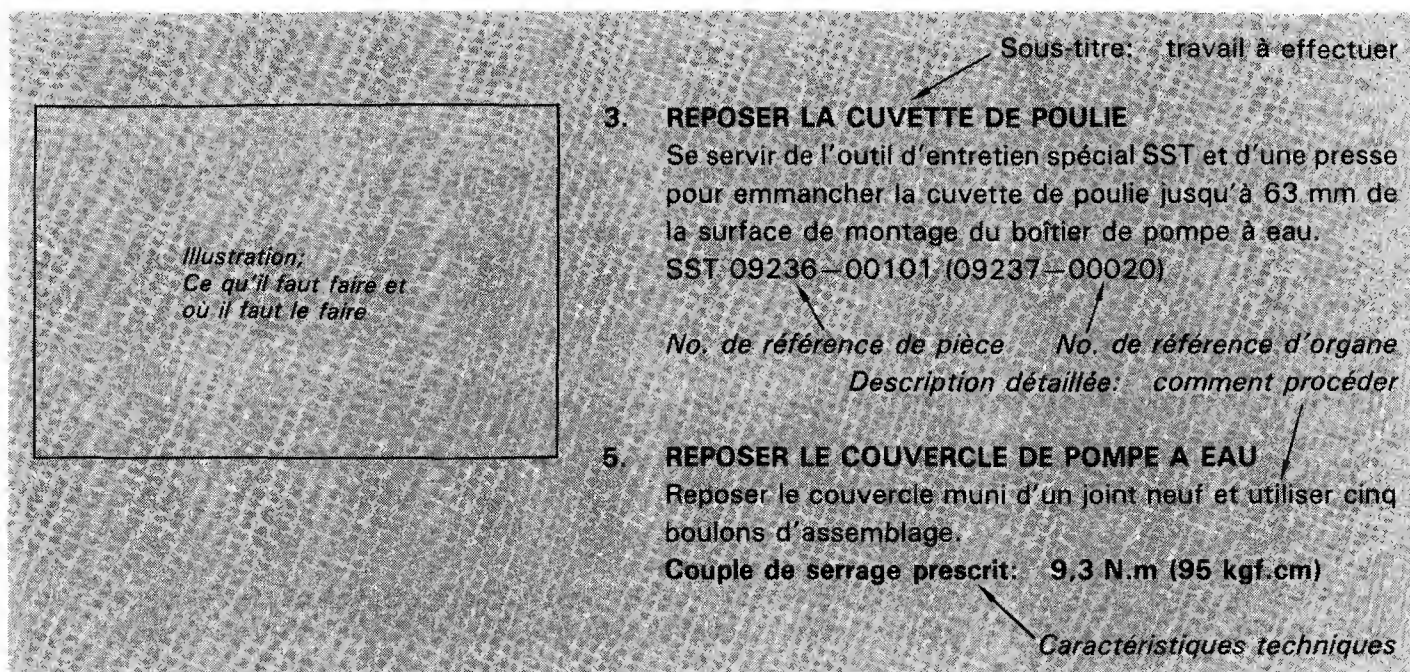 Sous-titre: travail à effectuer
3. REPOSER LA CUVETTE DE POULIE
Se servir de l'outil d'entretien spécial SST et d'une presse
pour emmancher la cuvette de poulie jusqu'à 63 mm de
la surface de montage du boîtier de pompe à eau.
SST 09236—00101 (09237—00020)
Illustration;
Ce qu'il faut faire et
où il faut le faire
No. de référence de pièce No. de référence d'organe
Description détaillée: comment procéder
5. REPOSER LE COUVERCLE DE POMPE A EAU
Reposer le couvercle muni d'un joint neuf et utiliser cinq
boulons d'assemblage.
Couple de serrage prescrit: 9,3 N.m (95 kgf.cm)
Caractéristiques techniques